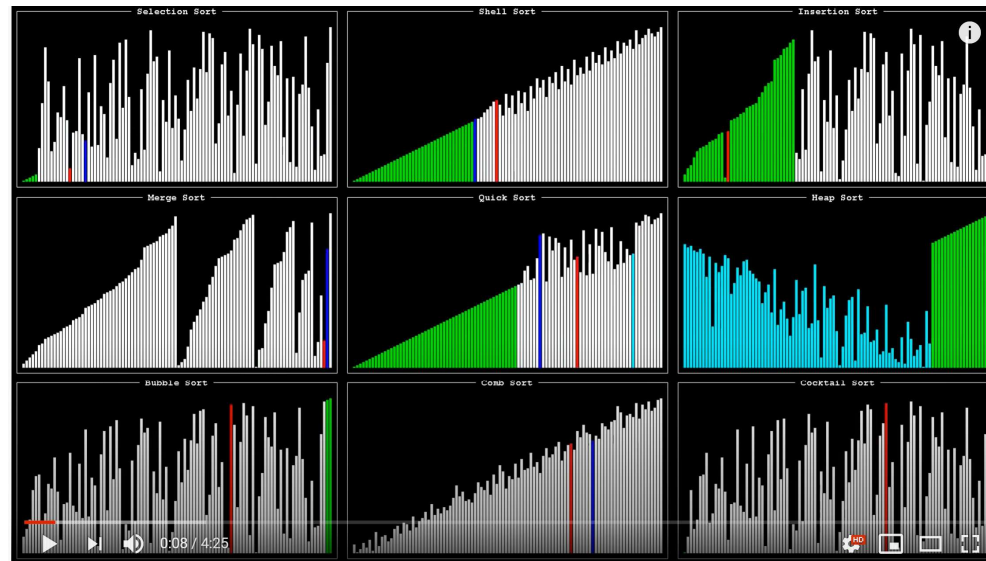 Selection Sort
Shell Sort
Insertion Sort
i
Merge Sort
Quick Sort
Heap Sort
Bubble Sort
Comb Sort
Cocktail Sort
0:08 / 4:25
HD